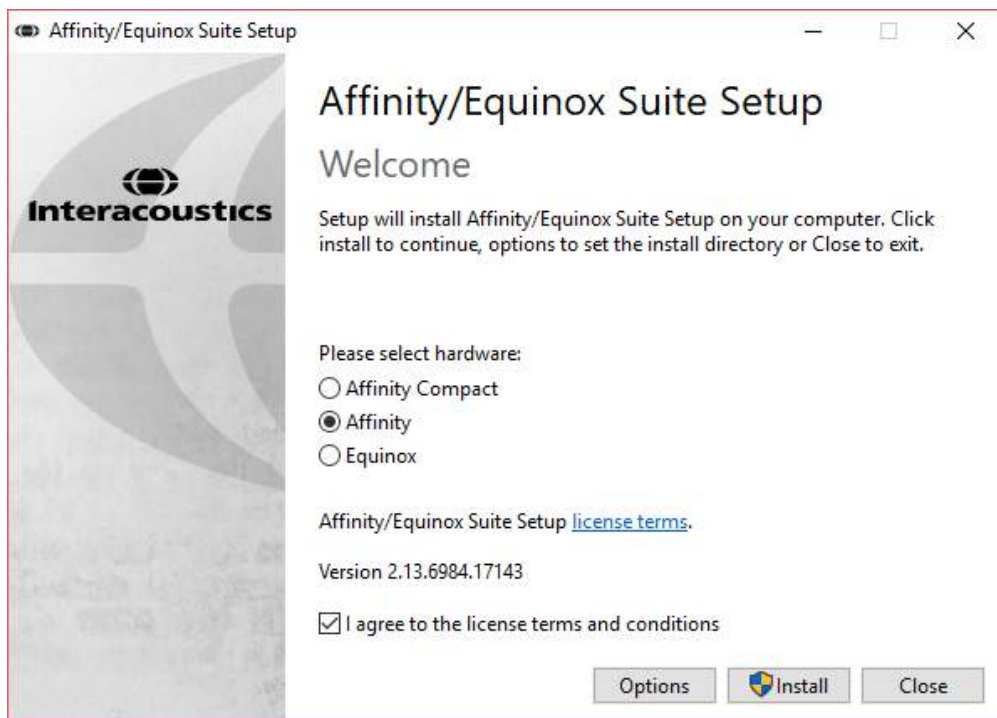 Affinity/Equinox Suite Setup
Affinity/Equinox Suite Setup
Welcome
Interacoustics
Setup will install Affinity/Equinox Suite Setup on your computer. Click
install to continue, options to set the install directory or Close to exit.
Please select hardware:
Affinity Compact
Affinity
Equinox
Affinity/Equinox Suite Setup license terms.
Version 2.13.6984.17143
I agree to the license terms and conditions
Options
Install
Close